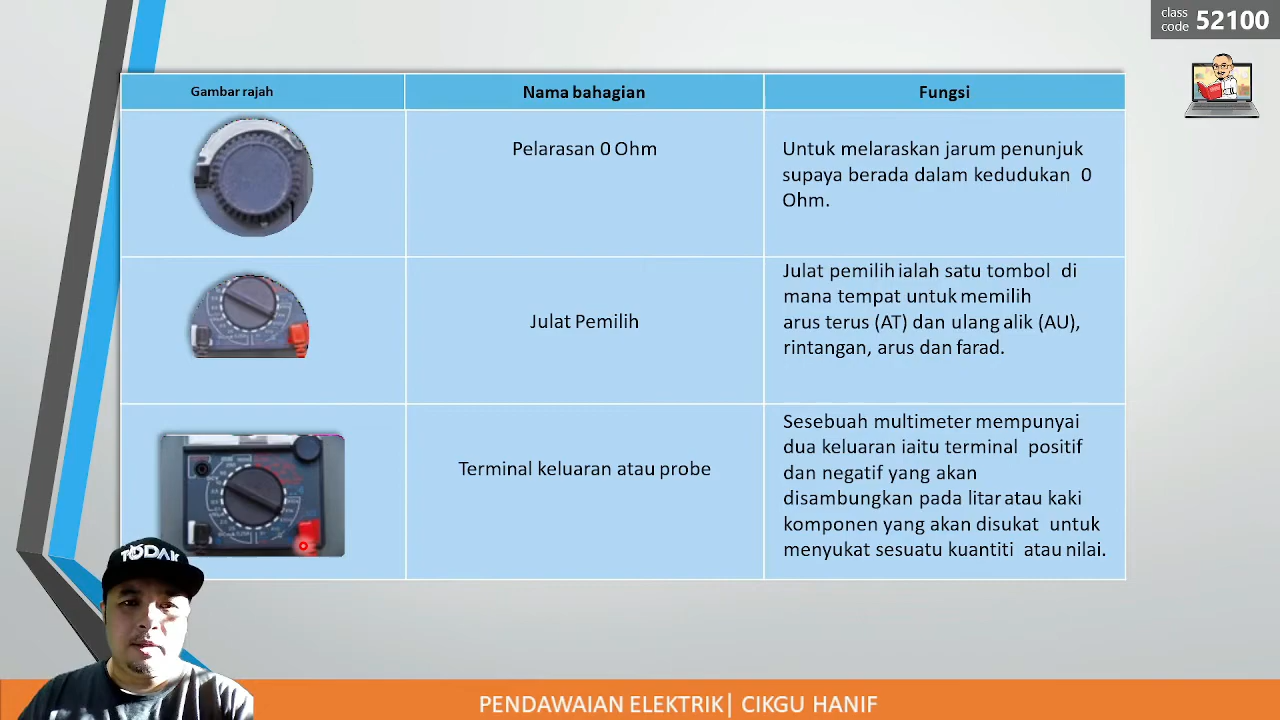 class
code 52100
Gambar rajah
Nama bahagian
Fungsi
Pelarasan 0 Ohm
Untuk melaraskan jarum penunjuk
supaya berada dalam kedudukan 0
Ohm.
Julat Pemilih
Julat pemilih ialah satu tombol di
mana tempat untuk memilih
arus terus (AT) dan ulang alik (AU),
rintangan, arus dan farad.
Terminal keluaran atau probe
Sesebuah multimeter mempunyai
dua keluaran iaitu terminal positif
dan negatif yang akan
disambungkan pada litar atau kaki
komponen yang akan disukat untuk
menyukat sesuatu kuantiti atau nilai.
TODAK
PENDAWAIAN ELEKTRIK| CIKGU HANIF